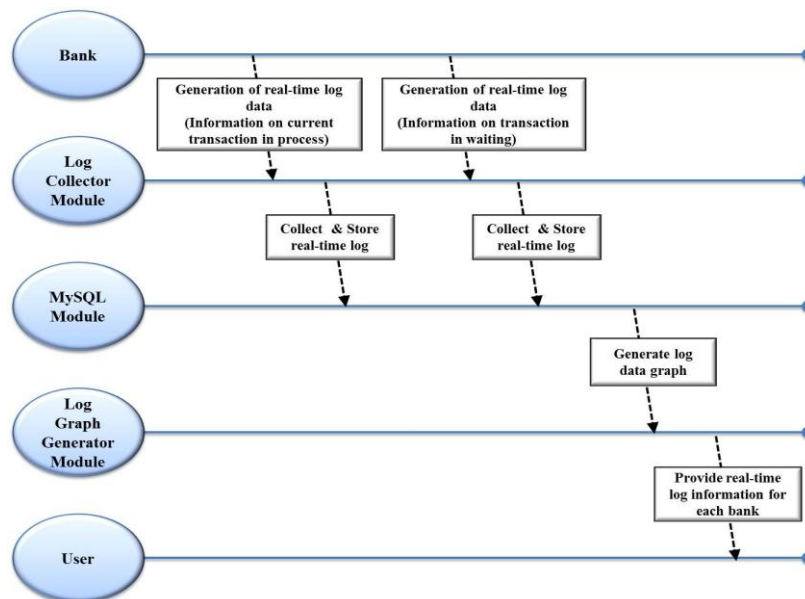 Bank
Generation of real-time log
data
(Information on current
transaction in process)
Generation of real-time log
data
(Information on transaction
in waiting)
Log
Collector
Module
Collect & Store
real-time log
Collect & Store
real-time log
MySQL
Module
Generate log
data graph
Log
Graph
Generator
Module
Provide real-time
log information for
each bank
User